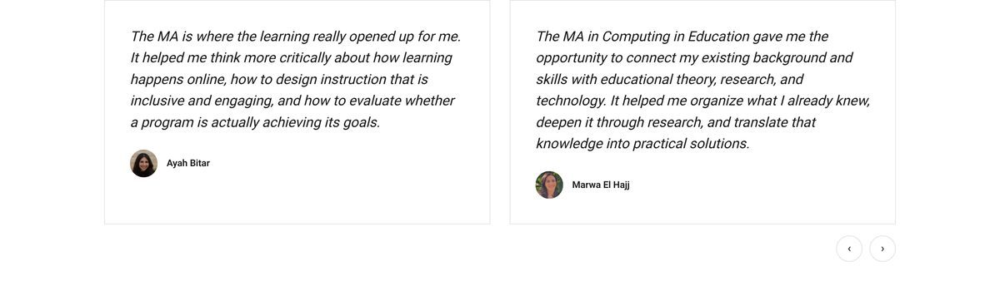 The MA is where the learning really opened up for me.
It helped me think more critically about how learning
happens online, how to design instruction that is
inclusive and engaging, and how to evaluate whether
a program is actually achieving its goals.
Ayah Bitar
The MA in Computing in Education gave me the
opportunity to connect my existing background and
skills with educational theory, research, and
technology. It helped me organize what I already knew,
deepen it through research, and translate that
knowledge into practical solutions.
Marwa El Hajj